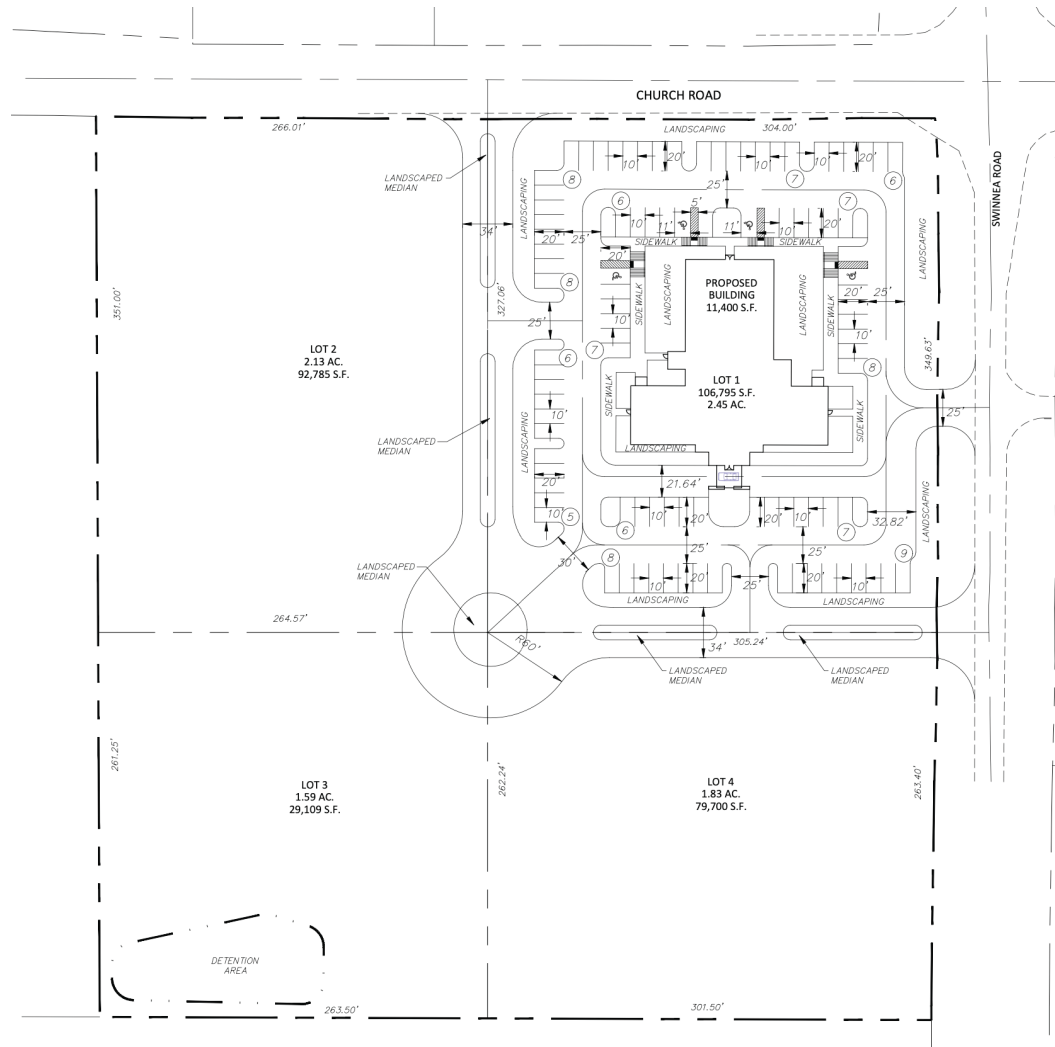 CHURCH ROAD
266.01'
LANDSCAPING
304.00'
SWINNEA ROAD
LANDSCAPED
MEDIAN
LANDSCAPING
8
10'
20'
10'
7
10'
20'
6
25'
6
10'
5'
7
10'
20'
11'
11'
34'
20'
25'
SIDEWALK
SIDEWALK
LANDSCAPING
20'
PROPOSED
BUILDING
11,400 S.F.
LANDSCAPING
LANDSCAPING
SIDEWALK
SIDEWALK
8
20'
25'
351.00'
327.06'
25'
10'
10'
LOT 2
2.13 AC.
92,785 S.F.
6
7
8
349.63'
LOT 1
106,795 S.F.
2.45 AC.
SIDEWALK
SIDEWALK
25'
10'
LANDSCAPED
MEDIAN
LANDSCAPING
LANDSCAPING
20'
21.64'
LANDSCAPING
10'
5
6
10'
20'
20'
10'
7
32.82'
30'
8
25'
25'
9
LANDSCAPED
MEDIAN
10'
20'
25'
20'
10'
LANDSCAPING
LANDSCAPING
264.57'
R60'
34'
305.24'
LANDSCAPED
MEDIAN
LANDSCAPED
MEDIAN
261.25'
262.24'
263.40'
LOT 3
1.59 AC.
29,109 S.F.
LOT 4
1.83 AC.
79,700 S.F.
DETENTION
AREA
263.50'
301.50'